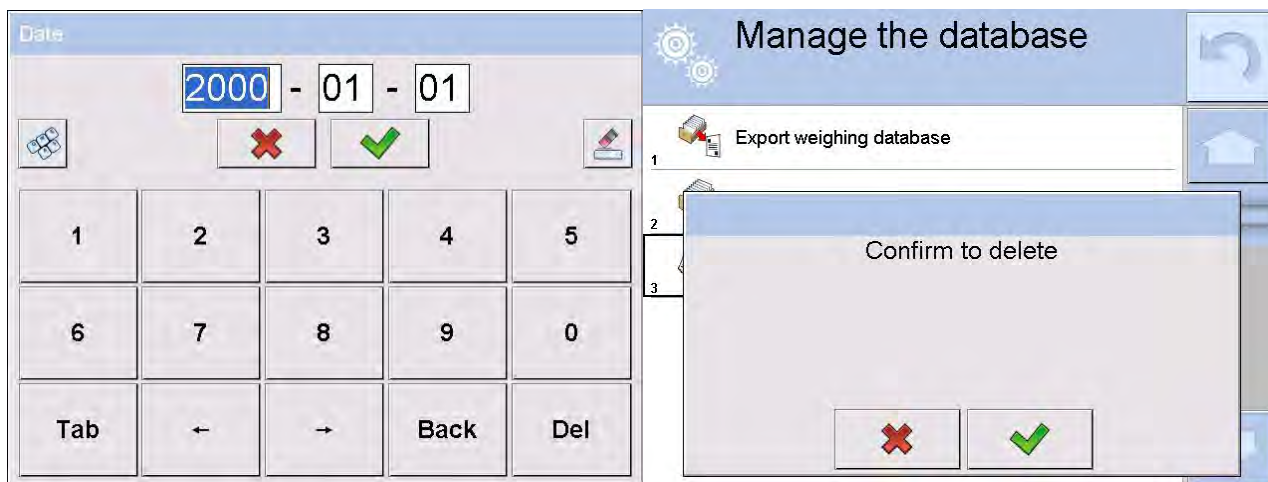 Date
2000 - 01 - 01
1 2 3 4 5
6 7 8 9 0
Tab ← → Back Del
Manage the database
1 Export weighing database
2
3
Confirm to delete